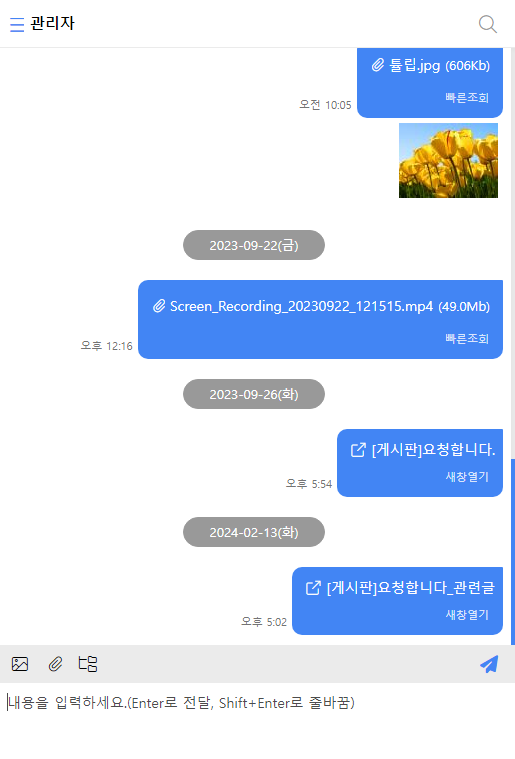 관리자
튤립.jpg (606Kb)
빠른조회
오전 10:05
2023-09-22(금)
Screen_Recording_20230922_121515.mp4 (49.0Mb)
빠른조회
오후 12:16
2023-09-26(화)
[게시판]요청합니다.
새창열기
오후 5:54
2024-02-13(화)
[게시판]요청합니다_관련글
새창열기
오후 5:02
내용을 입력하세요.(Enter로 전달, Shift+Enter로 줄바꿈)